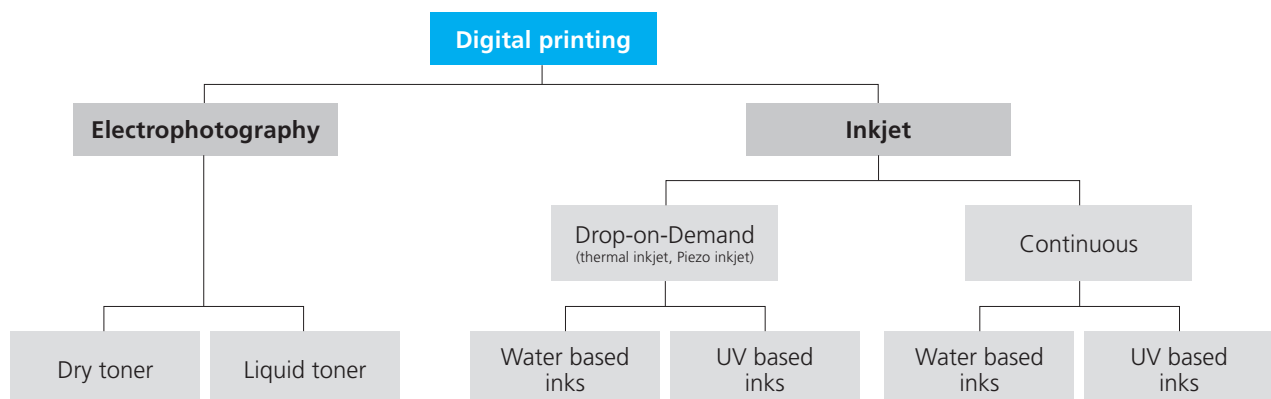 Digital printing
Electrophotography
Inkjet
Drop-on-Demand
(thermal inkjet, Piezo inkjet)
Continuous
Dry toner
Liquid toner
Water based
inks
UV based
inks
Water based
inks
UV based
inks